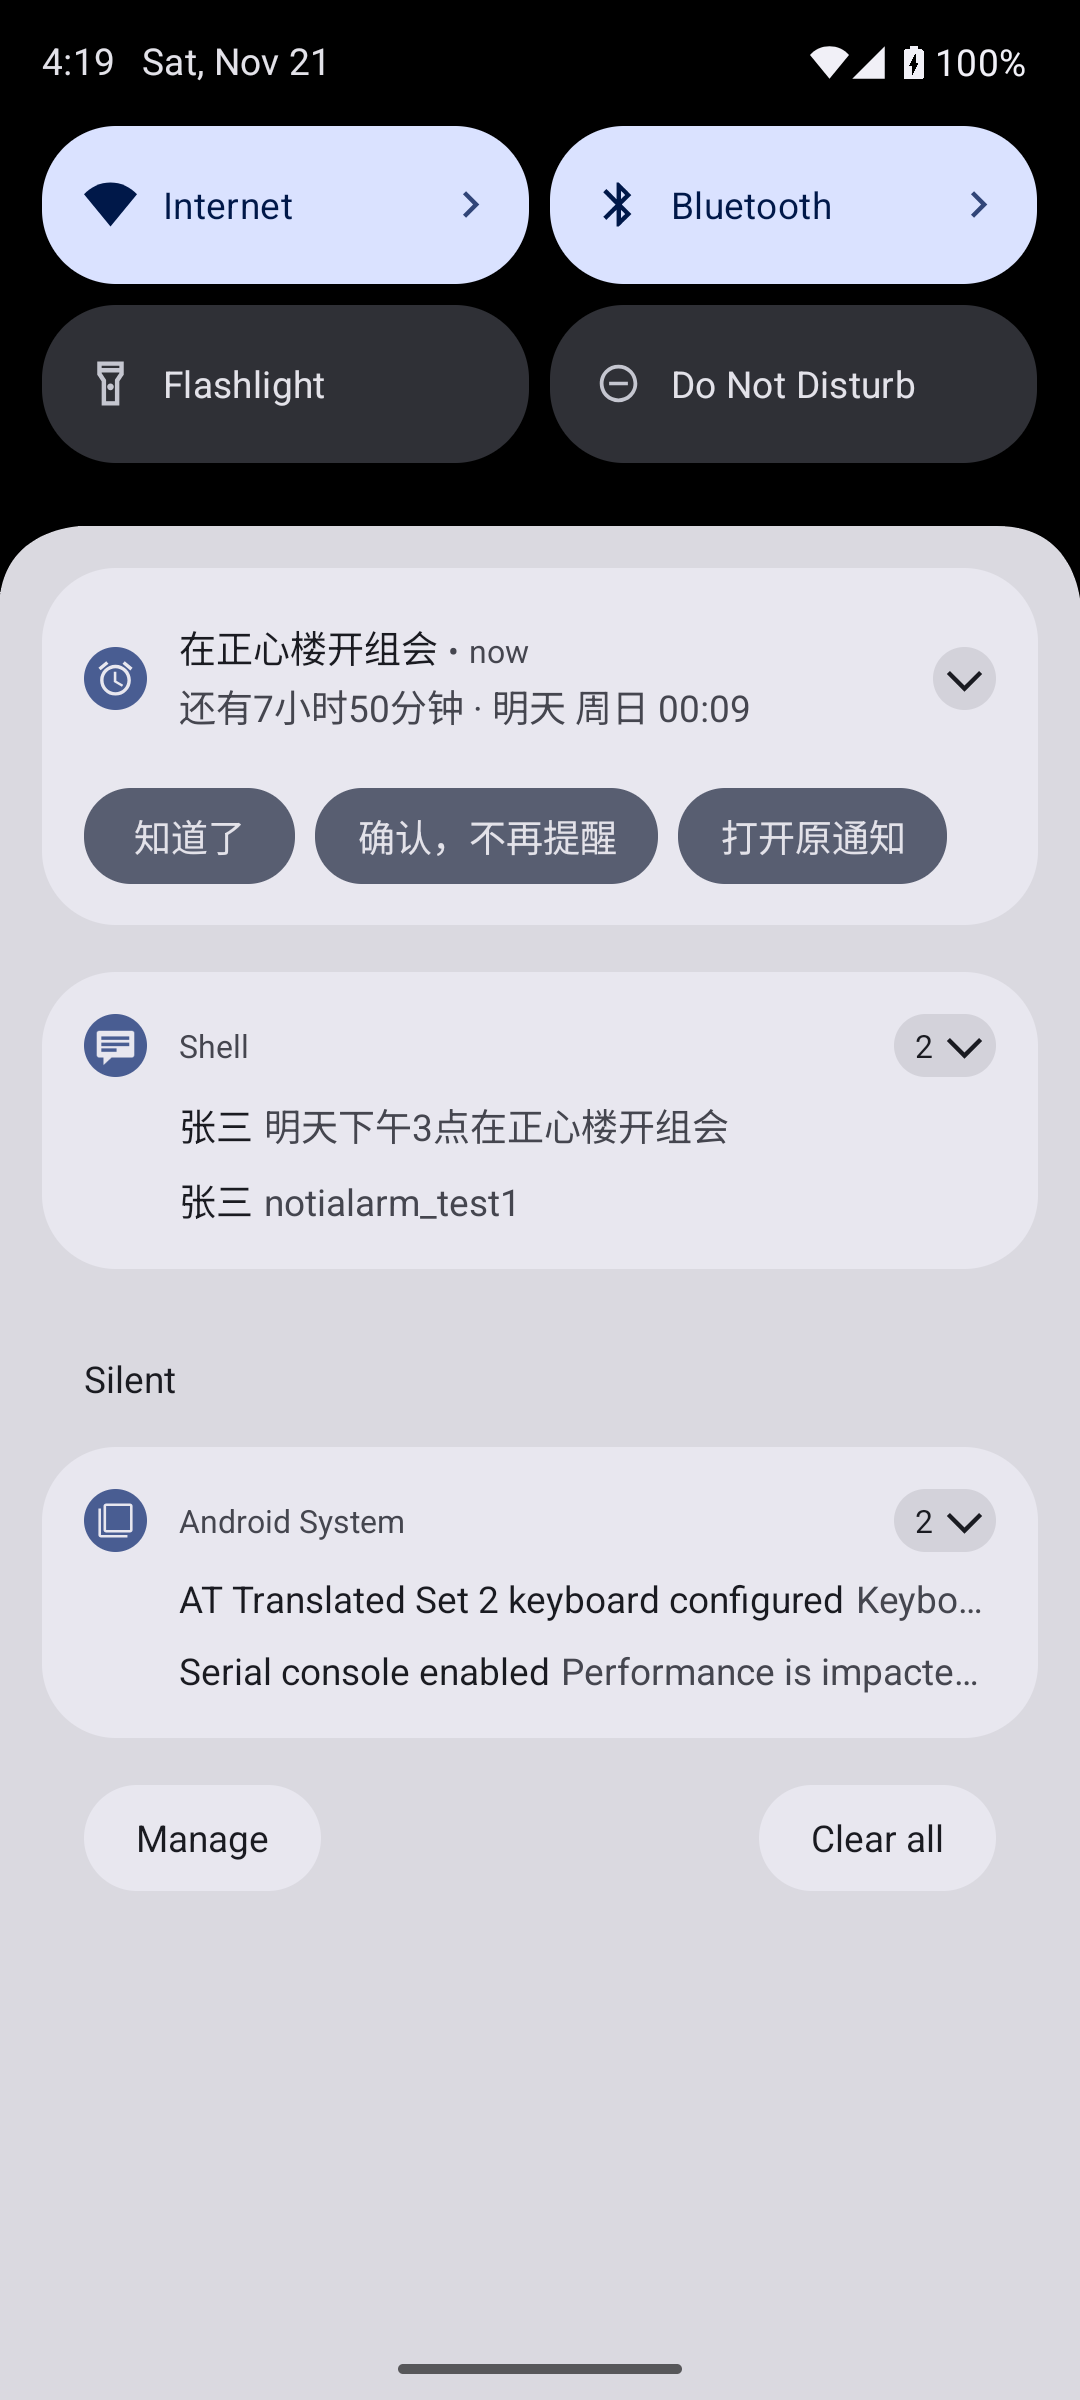 4:19 Sat, Nov 21 100%
Internet
Bluetooth
Flashlight
Do Not Disturb
在正心楼开组会 • now
还有7小时50分钟 · 明天 周日 00:09
知道了
确认，不再提醒
打开原通知
Shell 2
张三 明天下午3点在正心楼开组会
张三 notialarm_test1
Silent
Android System 2
AT Translated Set 2 keyboard configured Keybo…
Serial console enabled Performance is impacte…
Manage
Clear all